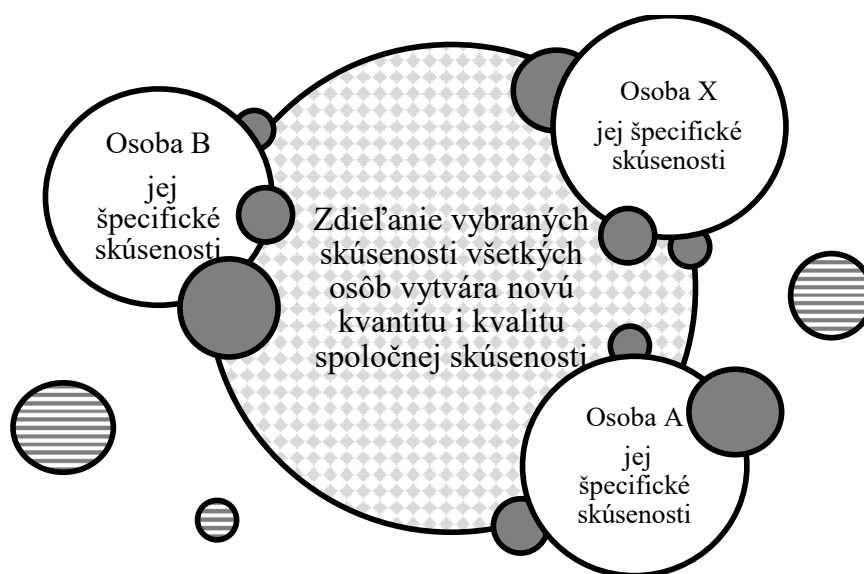 Osoba X
jej špecifické
skúsenosti
Osoba B
jej
špecifické
skúsenosti
Zdieľanie vybraných
skúsenosti všetkých
osôb vytvára novú
kvantitu i kvalitu
spoločnej skúsenosti
Osoba A
jej
špecifické
skúsenosti